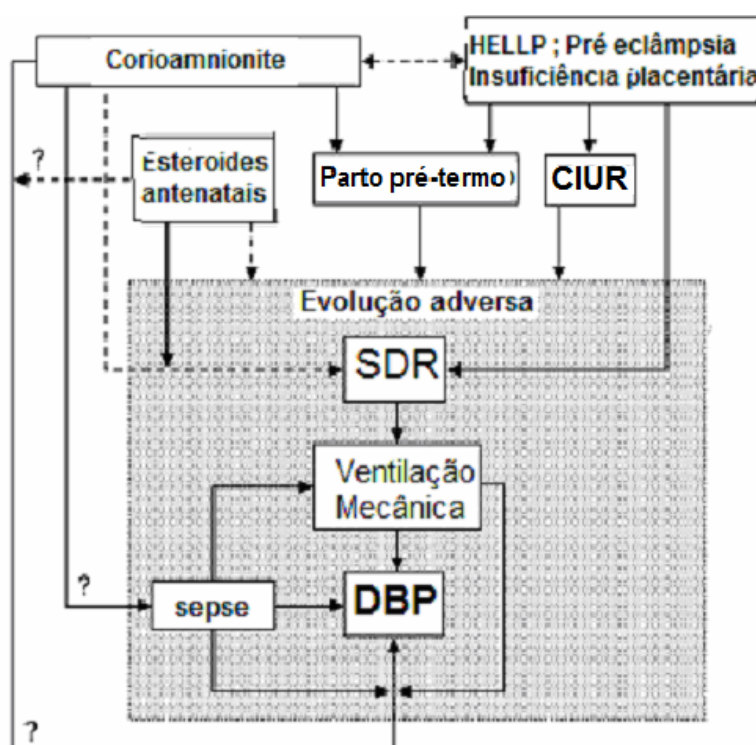 Corioamnionite
HELLP ; Pré eclâmpsia
Insuficiência placentária
?
Esteroides
antenatais
Parto pré-termo)
CIUR
Evolução adversa
SDR
Ventilação
Mecânica
?
sepse
DBP
?